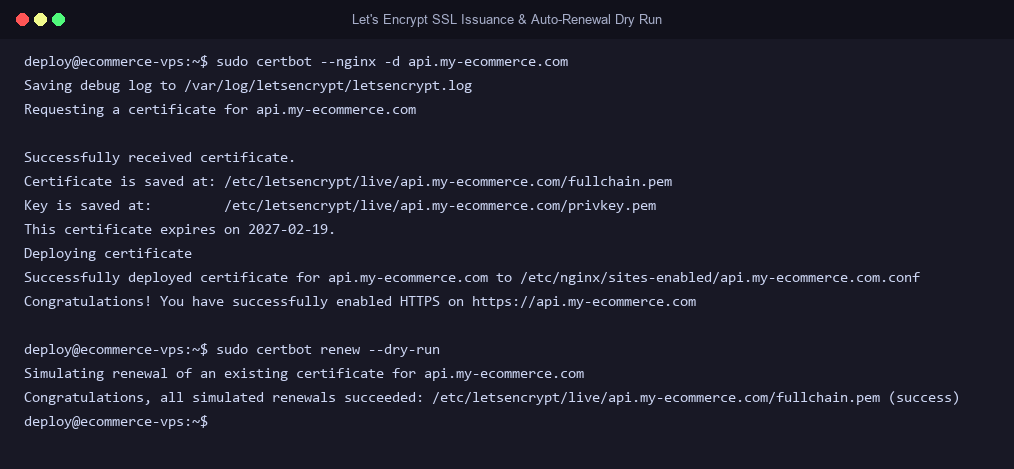 Let's Encrypt SSL Issuance & Auto-Renewal Dry Run
deploy@ecommerce-vps:~$ sudo certbot --nginx -d api.my-ecommerce.com
Saving debug log to /var/log/letsencrypt/letsencrypt.log
Requesting a certificate for api.my-ecommerce.com
Successfully received certificate.
Certificate is saved at: /etc/letsencrypt/live/api.my-ecommerce.com/fullchain.pem
Key is saved at:         /etc/letsencrypt/live/api.my-ecommerce.com/privkey.pem
This certificate expires on 2027-02-19.
Deploying certificate
Successfully deployed certificate for api.my-ecommerce.com to /etc/nginx/sites-enabled/api.my-ecommerce.com.conf
Congratulations! You have successfully enabled HTTPS on https://api.my-ecommerce.com
deploy@ecommerce-vps:~$ sudo certbot renew --dry-run
Simulating renewal of an existing certificate for api.my-ecommerce.com
Congratulations, all simulated renewals succeeded: /etc/letsencrypt/live/api.my-ecommerce.com/fullchain.pem (success)
deploy@ecommerce-vps:~$